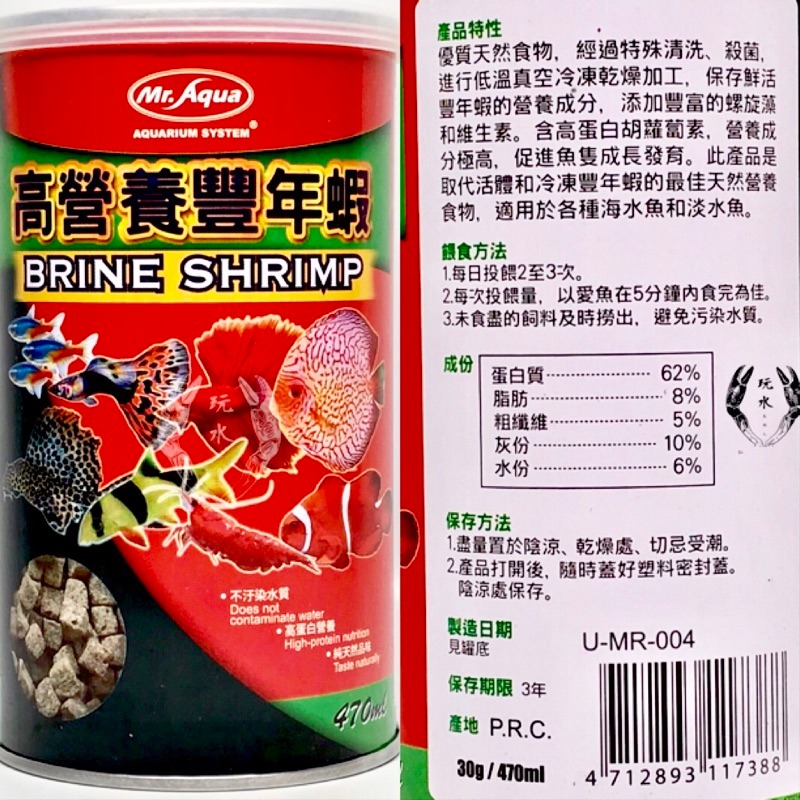 Mr. Aqua
AQUARIUM SYSTEM®
高營養豐年蝦
BRINE SHRIMP
玩
水
•不汙染水質
Does not
contaminate water
•高蛋白營養
High-protein nutrition
•純天然品味
Taste naturally
470ml
產品特性
優質天然食物，經過特殊清洗、殺菌，
進行低溫真空冷凍乾燥加工，保存鮮活
豐年蝦的營養成分，添加豐富的螺旋藻
和維生素。含高蛋白胡蘿蔔素，營養成
分極高，促進魚隻成長發育。此產品是
取代活體和冷凍豐年蝦的最佳天然營養
食物，適用於各種海水魚和淡水魚。
餵食方法
1.每日投餵2至3次。
2.每次投餵量，以愛魚在5分鐘內食完為佳。
3.未食盡的飼料及時撈出，避免污染水質。
成份
蛋白質 62%
脂肪 8%
粗纖維 5%
灰份 10%
水份 6%
玩
水
保存方法
1.盡量置於陰涼、乾燥處、切忌受潮。
2.產品打開後，隨時蓋好塑料密封蓋。
陰涼處保存。
製造日期
見罐底
U-MR-004
保存期限 3年
產地 P.R.C.
30g / 470ml
4 712893 117388